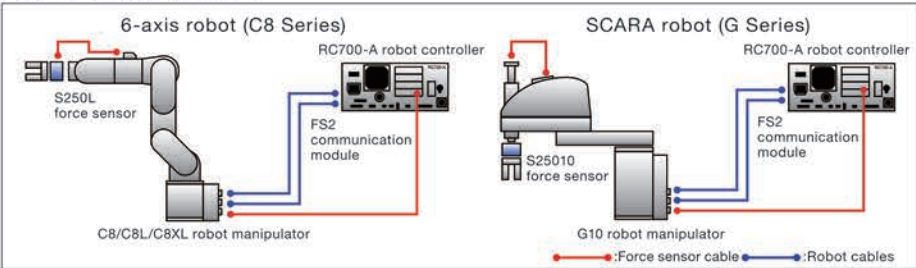 6-axis robot (C8 Series)
RC700-A robot controller
RC700-A
S250L
force sensor
FS2
communication
module
C8/C8L/C8XL robot manipulator
SCARA robot (G Series)
RC700-A robot controller
RC700-A
S25010
force sensor
FS2
communication
module
G10 robot manipulator
:Force sensor cable
:Robot cables